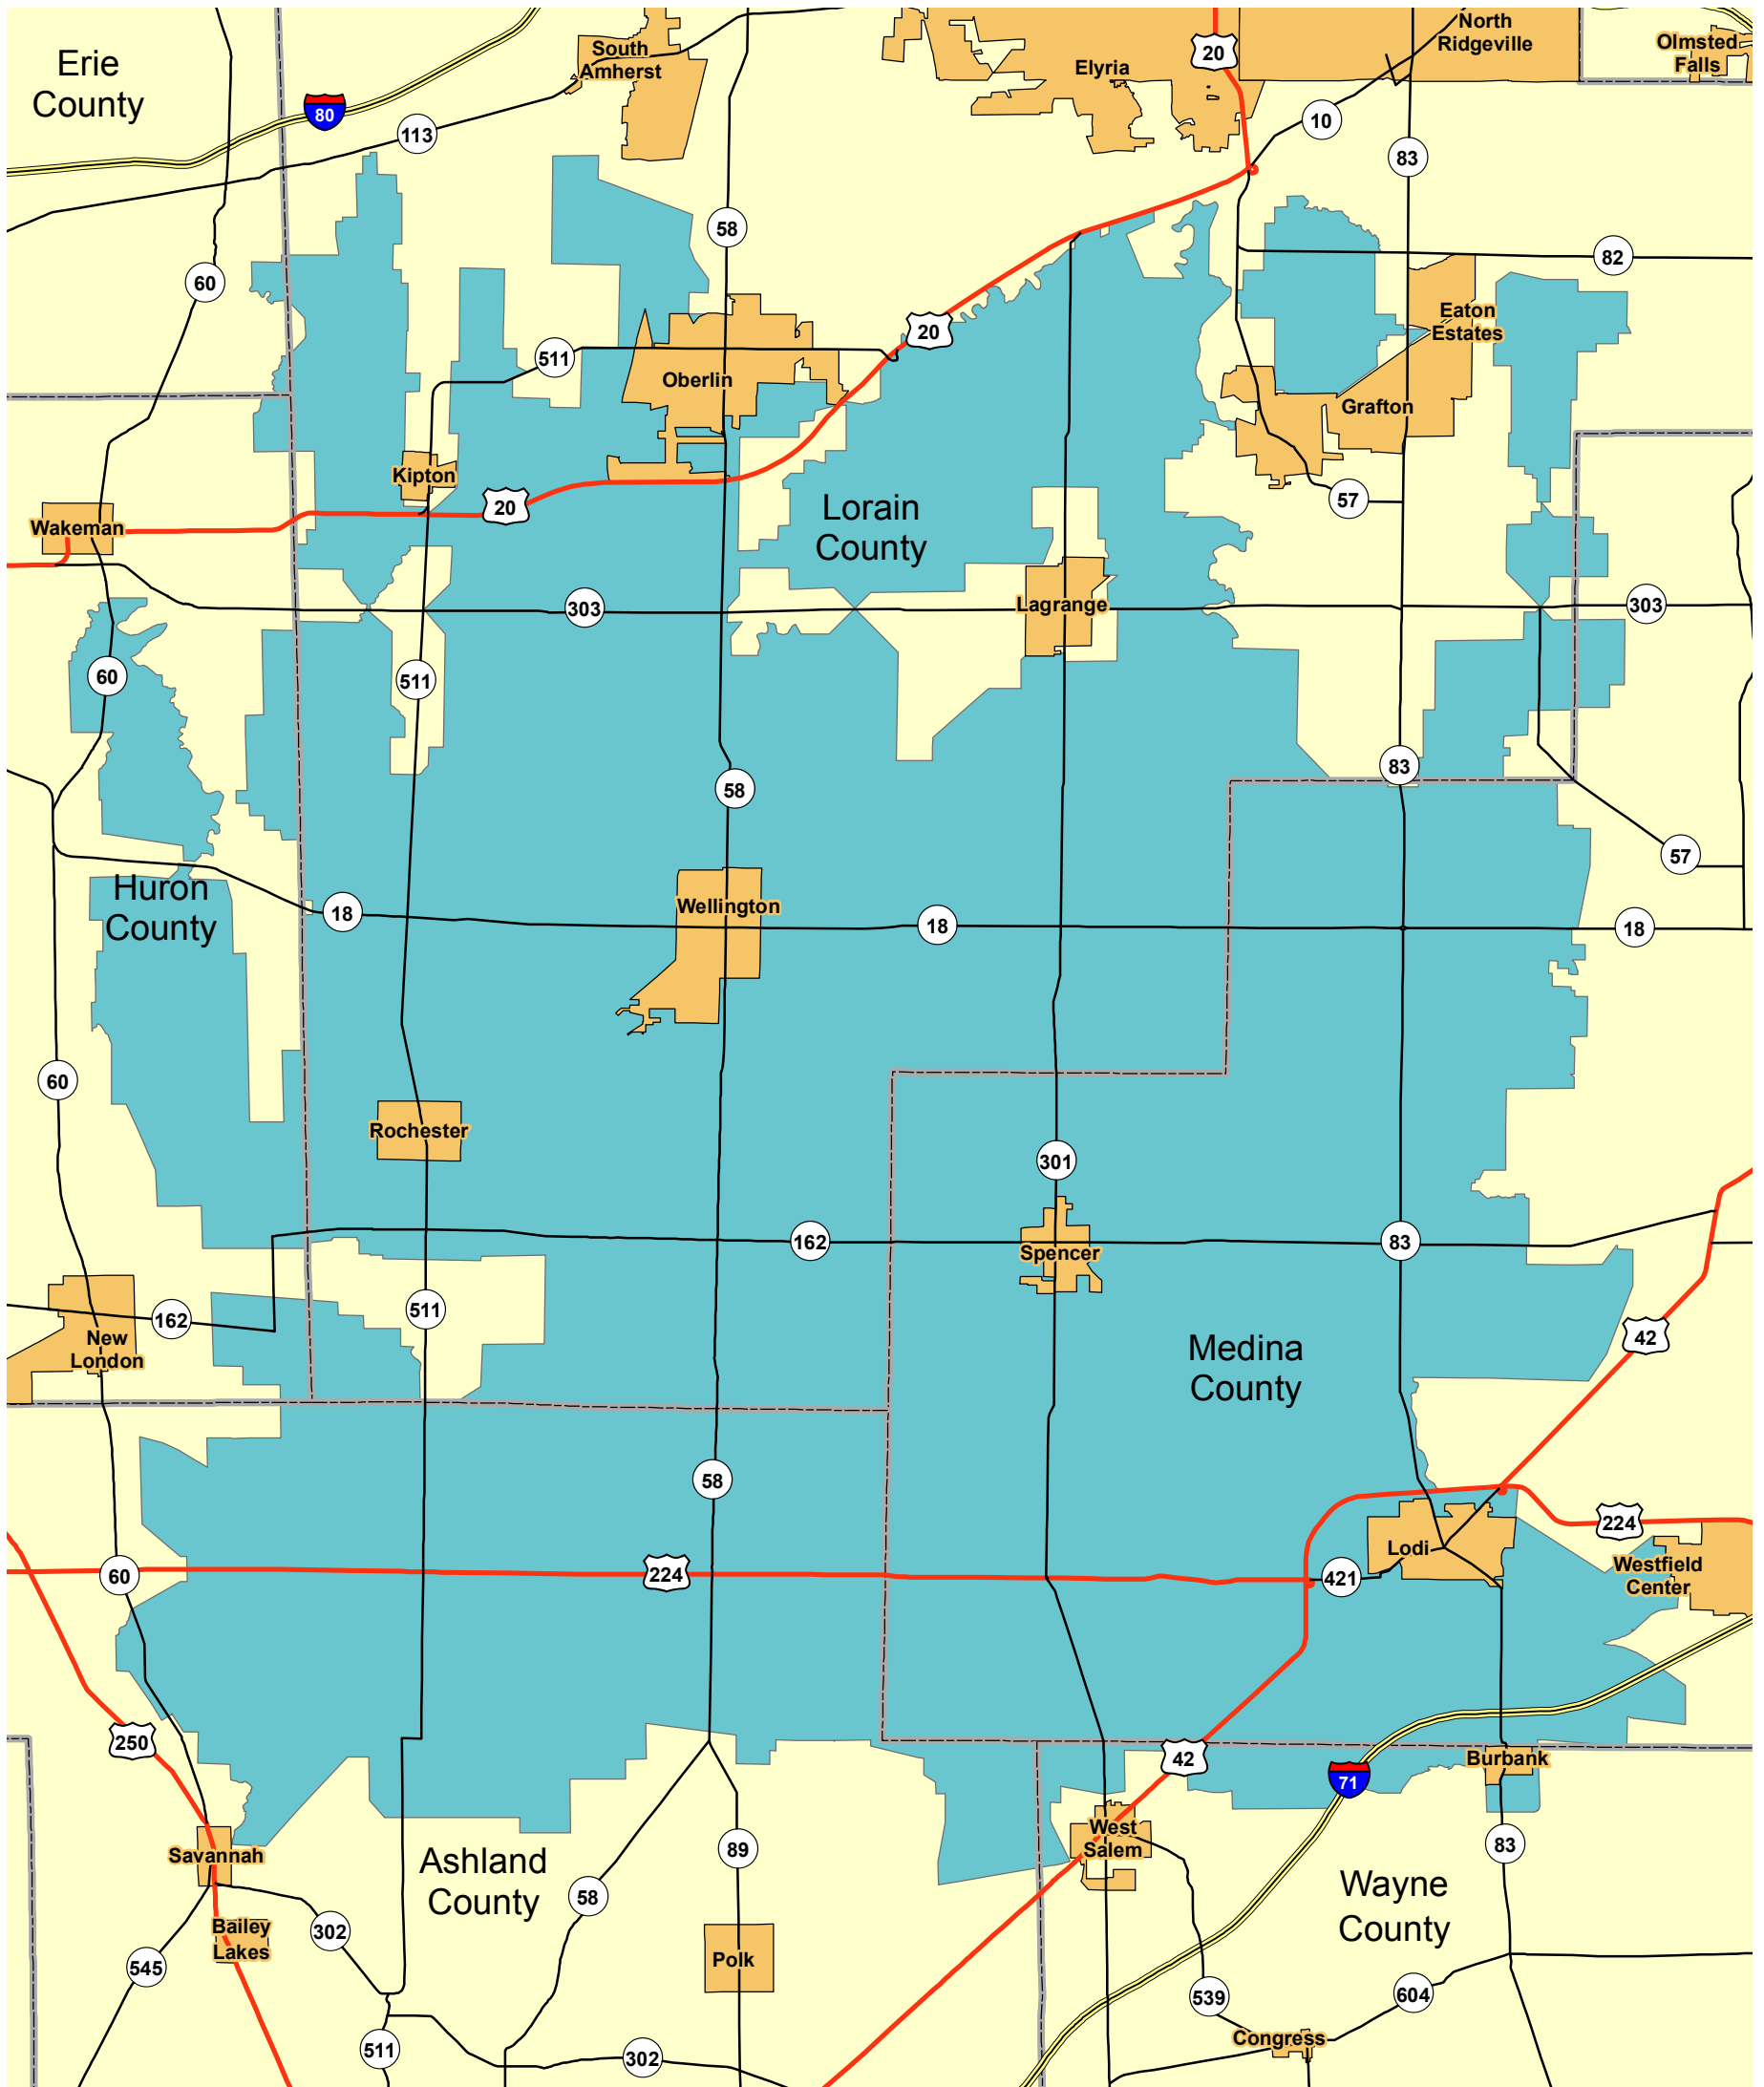 North
Ridgeville
South
Amherst
Olmsted
Falls
20
Elyria
Erie
County
80
113
10
83
58
82
60
Eaton
Estates
20
511
Oberlin
Grafton
Kipton
57
20
Wakeman
Lorain
County
303
Lagrange
303
60
511
83
58
57
Huron
County
Wellington
18
18
18
60
Rochester
301
162
Spencer
83
511
162
New
London
42
Medina
County
58
224
Lodi
60
224
421
Westfield
Center
250
42
Burbank
71
West
Salem
83
Savannah
89
Ashland
County
58
Wayne
County
302
Bailey
Lakes
Polk
545
539
604
Congress
511
302